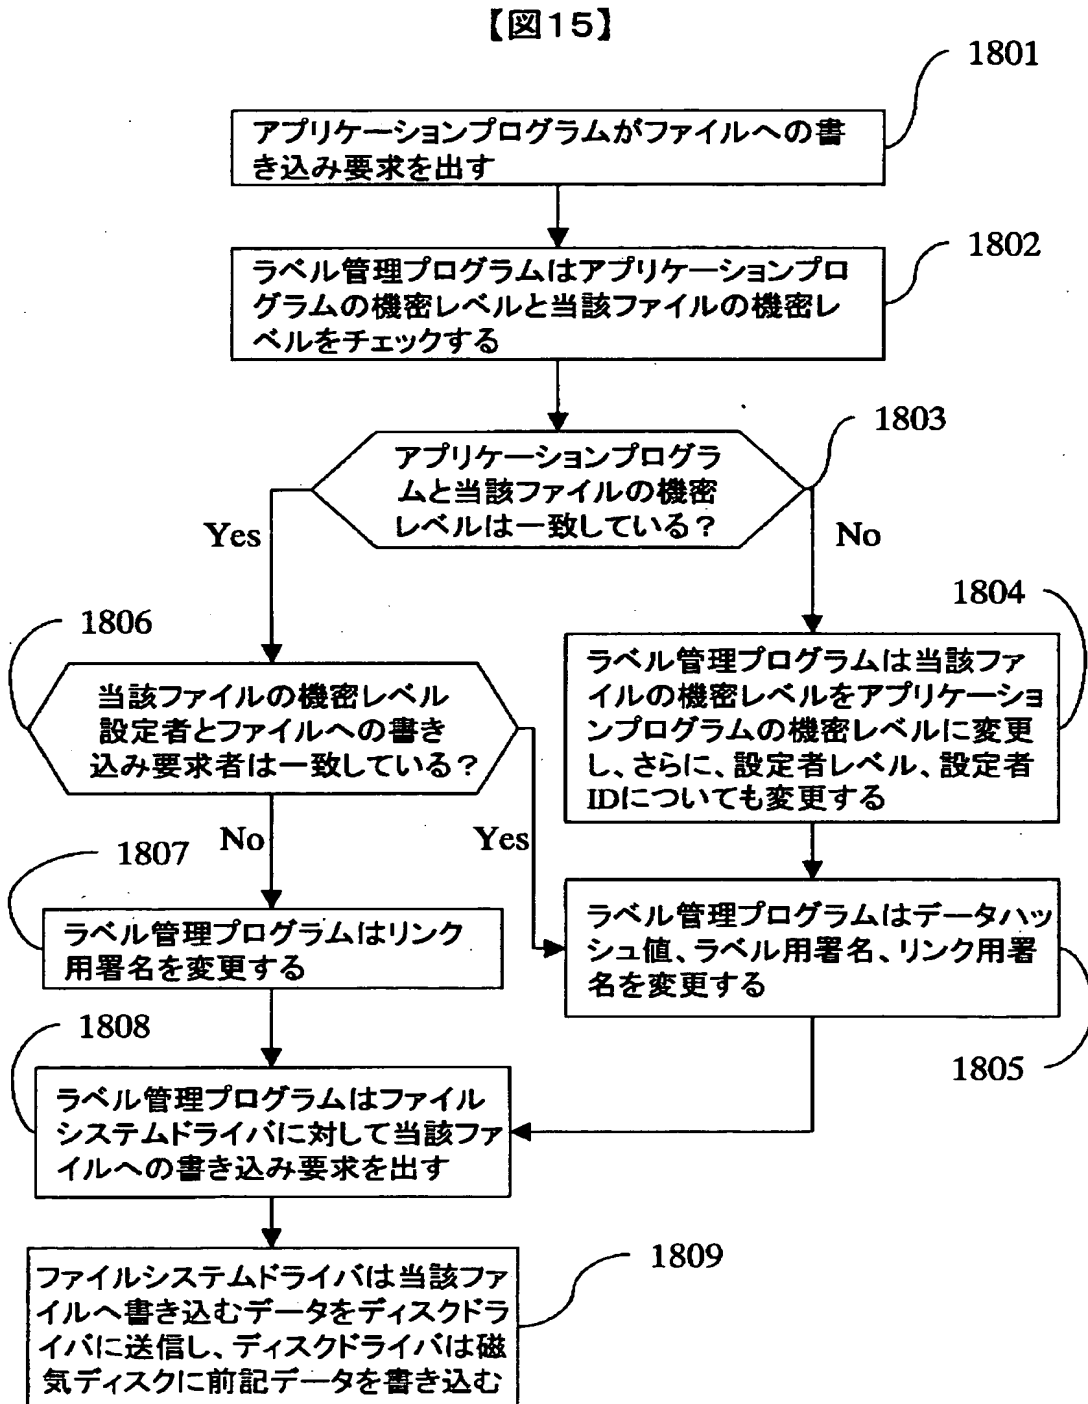 【図15】
1801
アプリケーションプログラムがファイルへの書
き込み要求を出す
1802
ラベル管理プログラムはアプリケーションプロ
グラムの機密レベルと当該ファイルの機密レ
ベルをチェックする
1803
アプリケーションプログラ
ムと当該ファイルの機密
レベルは一致している？
Yes
No
1804
ラベル管理プログラムは当該ファ
イルの機密レベルをアプリケーショ
ンプログラムの機密レベルに変更
し、さらに、設定者レベル、設定者
IDについても変更する
1806
当該ファイルの機密レベル
設定者とファイルへの書き
込み要求者は一致している？
No
Yes
1807
ラベル管理プログラムはリンク
用署名を変更する
ラベル管理プログラムはデータハッ
シュ値、ラベル用署名、リンク用署
名を変更する
1805
1808
ラベル管理プログラムはファイル
システムドライバに対して当該ファ
イルへの書き込み要求を出す
1809
ファイルシステムドライバは当該ファ
イルへ書き込むデータをディスクドラ
イバに送信し、ディスクドライバは磁
気ディスクに前記データを書き込む